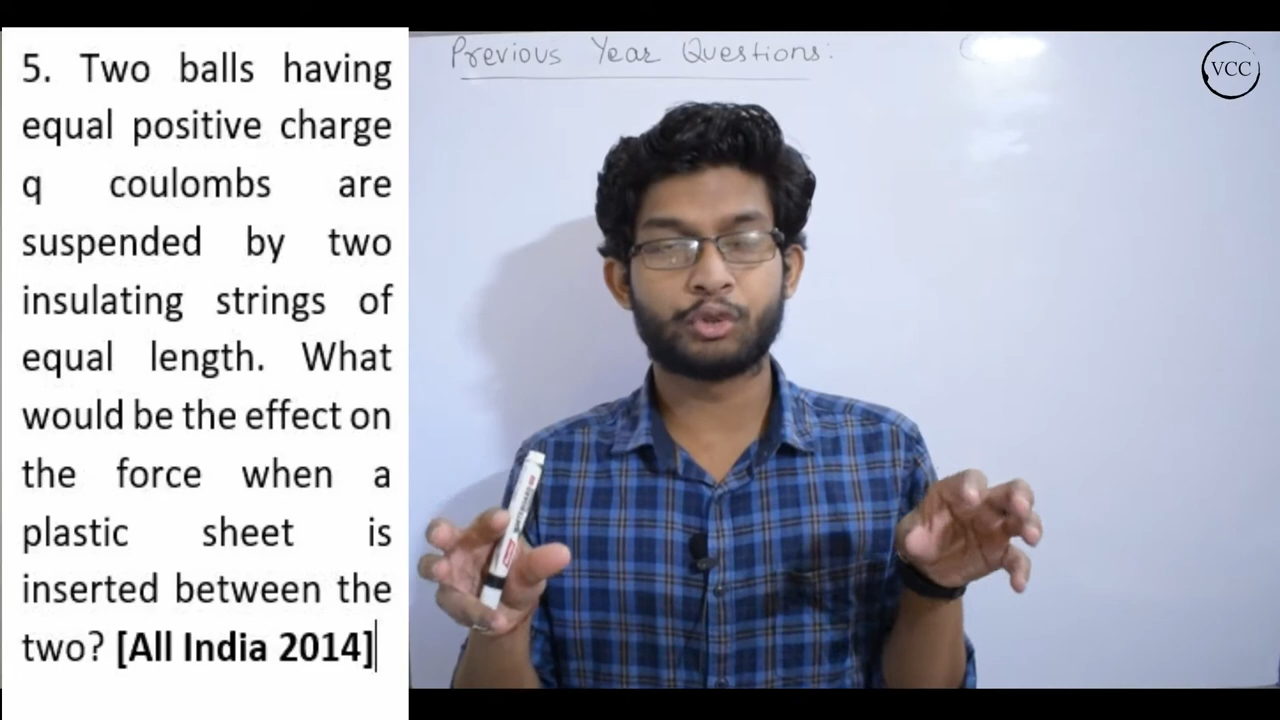 5. Two balls having
equal positive charge
q coulombs are
suspended by two
insulating strings of
equal length. What
would be the effect on
the force when a
plastic sheet is
inserted between the
two? [All India 2014]
Previous Year Questions:
VCC